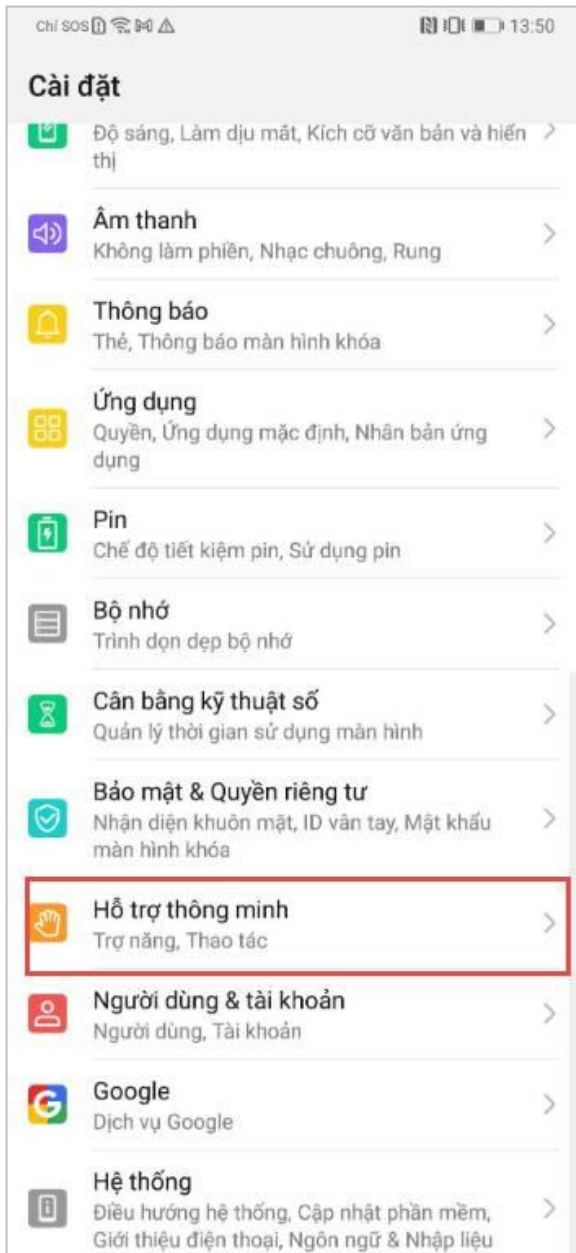 Chỉ SOS 13:50
Cài đặt
Độ sáng, Làm dịu mắt, Kích cỡ văn bản và hiển
thị
Âm thanh
Không làm phiền, Nhạc chuông, Rung
Thông báo
Thẻ, Thông báo màn hình khóa
Ứng dụng
Quyền, Ứng dụng mặc định, Nhân bản ứng
dụng
Pin
Chế độ tiết kiệm pin, Sử dụng pin
Bộ nhớ
Trình dọn dẹp bộ nhớ
Cân bằng kỹ thuật số
Quản lý thời gian sử dụng màn hình
Bảo mật & Quyền riêng tư
Nhận diện khuôn mặt, ID vân tay, Mật khẩu
màn hình khóa
Hỗ trợ thông minh
Trợ năng, Thao tác
Người dùng & tài khoản
Người dùng, Tài khoản
Google
Dịch vụ Google
Hệ thống
Điều hướng hệ thống, Cập nhật phần mềm,
Giới thiệu điện thoại, Ngôn ngữ & Nhập liệu